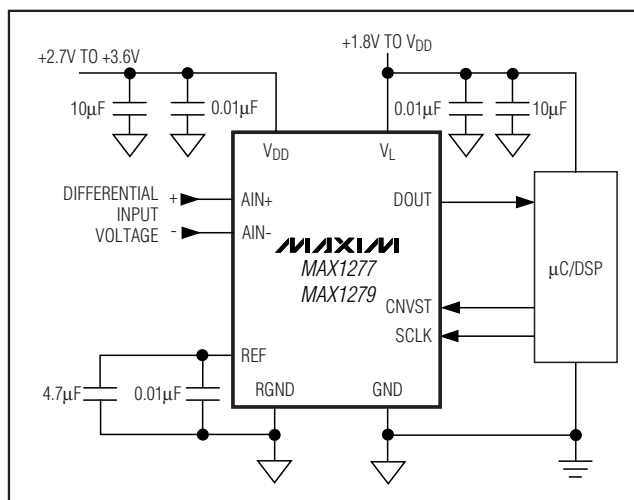 +2.7V TO +3.6V
+1.8V TO VDD
10µF
0.01µF
0.01µF
10µF
VDD
VL
DIFFERENTIAL
INPUT
VOLTAGE
+
-
AIN+
AIN-
DOUT
MAXIM
MAX1277
MAX1279
µC/DSP
CNVST
SCLK
REF
4.7µF
0.01µF
RGND
GND